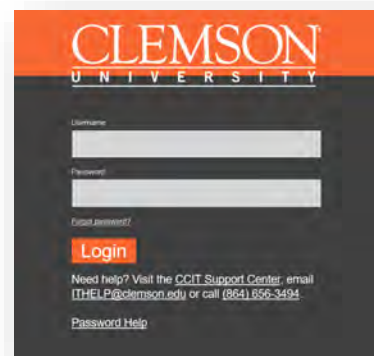 CLEMSON
UNIVERSITY
Username
Password
Forgot password?
Login
Need help? Visit the CCIT Support Center, email
ITHELP@clemson.edu or call (864) 656-3494.
Password Help